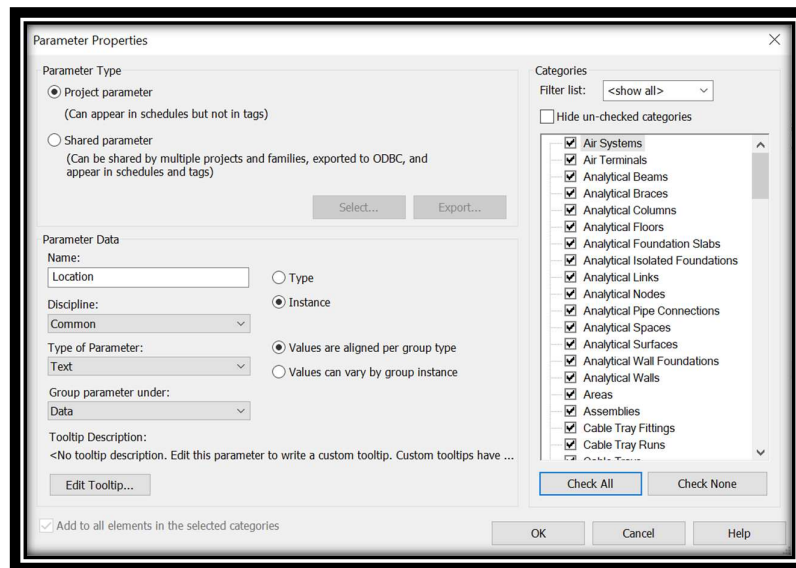 Parameter Properties
Parameter Type
Project parameter
(Can appear in schedules but not in tags)
Shared parameter
(Can be shared by multiple projects and families, exported to ODBC, and
appear in schedules and tags)
Select...
Export...
Parameter Data
Name:
Location
Type
Discipline:
Instance
Common
Type of Parameter:
Values are aligned per group type
Text
Values can vary by group instance
Group parameter under:
Data
Tooltip Description:
<No tooltip description. Edit this parameter to write a custom tooltip. Custom tooltips have ...
Edit Tooltip...
Add to all elements in the selected categories
Categories
Filter list:
<show all>
Hide un-checked categories
Air Systems
Air Terminals
Analytical Beams
Analytical Braces
Analytical Columns
Analytical Floors
Analytical Foundation Slabs
Analytical Isolated Foundations
Analytical Links
Analytical Nodes
Analytical Pipe Connections
Analytical Spaces
Analytical Surfaces
Analytical Wall Foundations
Analytical Walls
Areas
Assemblies
Cable Tray Fittings
Cable Tray Runs
Check All
Check None
OK
Cancel
Help